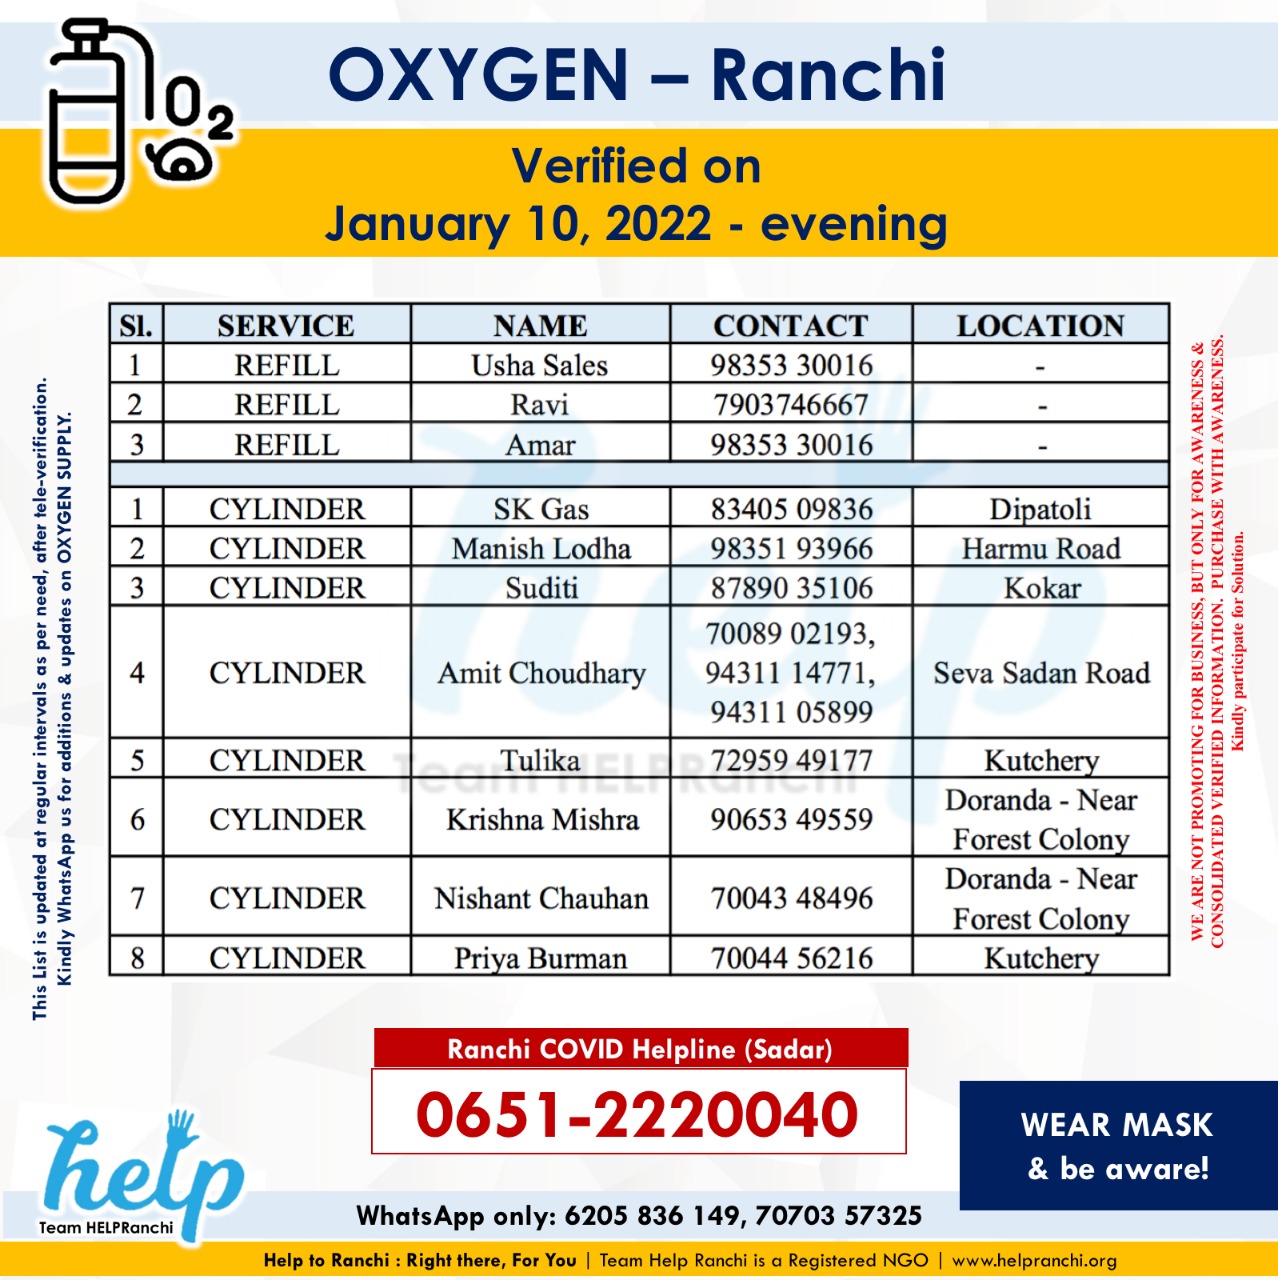 OXYGEN – Ranchi
O2
Verified on
January 10, 2022 - evening
This List is updated at regular intervals as per need, after tele-verification.
Kindly WhatsApp us for additions & updates on OXYGEN SUPPLY.
Sl. SERVICE NAME CONTACT LOCATION
1 REFILL Usha Sales 98353 30016 -
2 REFILL Ravi 7903746667 -
3 REFILL Amar 98353 30016 -
1 CYLINDER SK Gas 83405 09836 Dipatoli
2 CYLINDER Manish Lodha 98351 93966 Harmu Road
3 CYLINDER Suditi 87890 35106 Kokar
70089 02193,
4 CYLINDER Amit Choudhary 94311 14771, Seva Sadan Road
94311 05899
5 CYLINDER Tulika 72959 49177 Kutchery
6 CYLINDER Krishna Mishra 90653 49559 Doranda - Near
Forest Colony
7 CYLINDER Nishant Chauhan 70043 48496 Doranda - Near
Forest Colony
8 CYLINDER Priya Burman 70044 56216 Kutchery
help
Team HELPRanchi
WE ARE NOT PROMOTING FOR BUSINESS, BUT ONLY FOR AWARENESS &
CONSOLIDATED VERIFIED INFORMATION. PURCHASE WITH AWARENESS.
Kindly participate for Solution.
Ranchi COVID Helpline (Sadar)
0651-2220040
WEAR MASK
& be aware!
help
Team HELPRanchi
WhatsApp only: 6205 836 149, 70703 57325
Help to Ranchi : Right there, For You | Team Help Ranchi is a Registered NGO | www.helpranchi.org